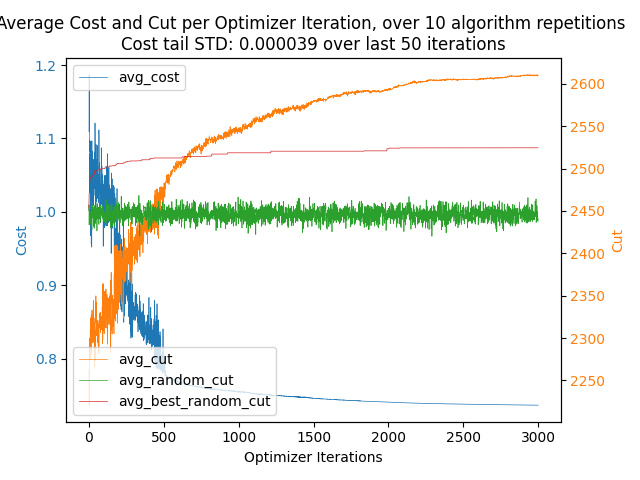 Average Cost and Cut per Optimizer Iteration, over 10 algorithm repetitions
Cost tail STD: 0.000039 over last 50 iterations
avg_cost
1.2
1.1
1.0
0.9
0.8
Cost
2600
2550
2500
2450
2400
2350
2300
2250
Cut
avg_cut
avg_random_cut
avg_best_random_cut
0 500 1000 1500 2000 2500 3000
Optimizer Iterations